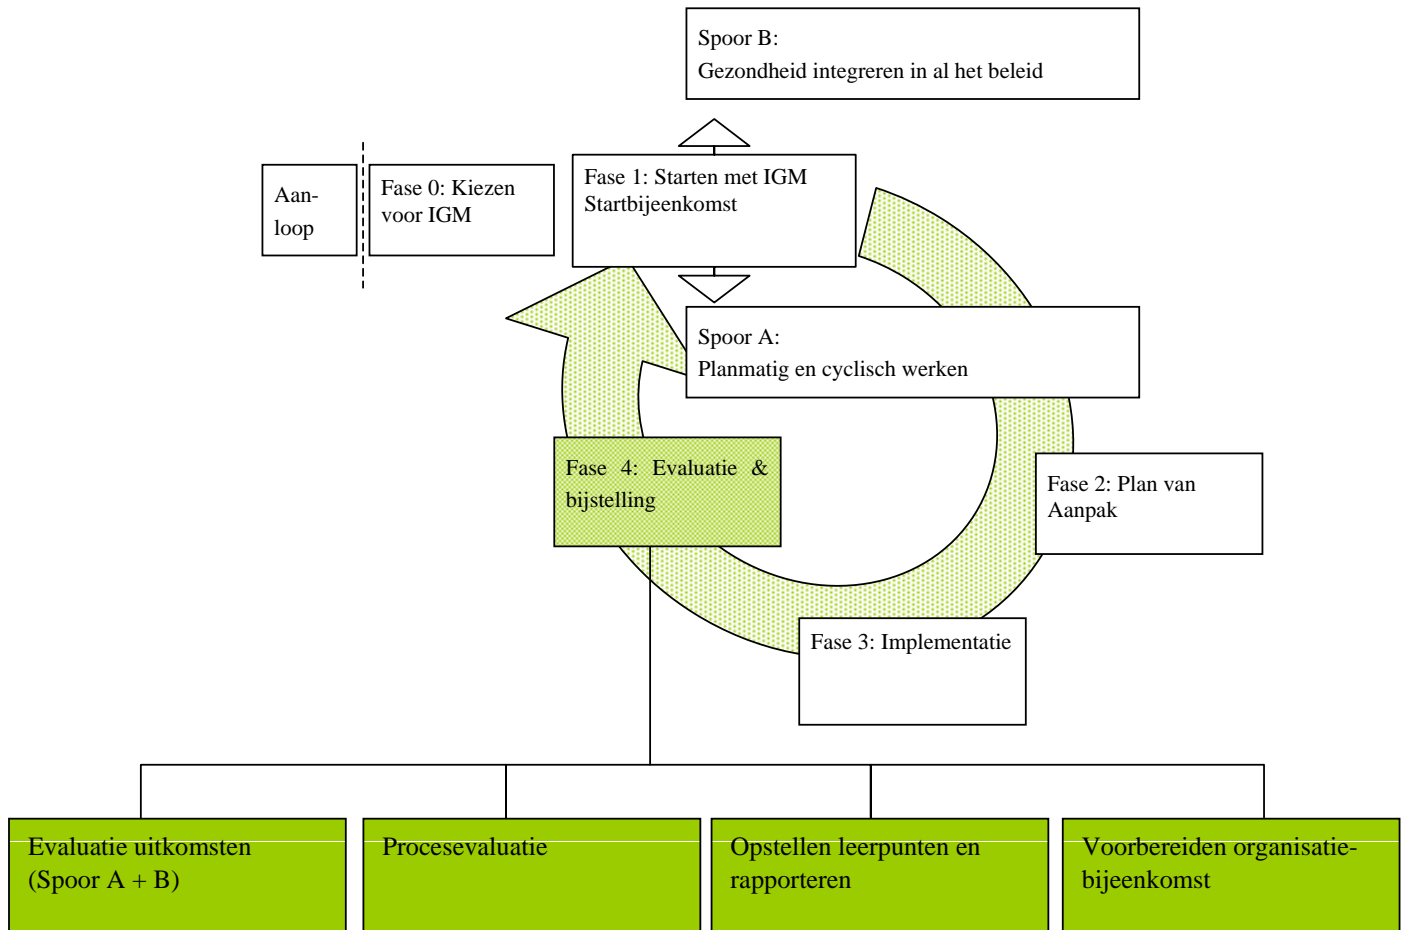 Spoor B:
Gezondheid integreren in al het beleid
Aan-
loop
Fase 0: Kiezen
voor IGM
Fase 1: Starten met IGM
Startbijeenkomst
Spoor A:
Planmatig en cyclisch werken
Fase 4: Evaluatie &
bijstelling
Fase 2: Plan van
Aanpak
Fase 3: Implementatie
Evaluatie uitkomsten
(Spoor A + B)
Procesevaluatie
Opstellen leerpunten en
rapporteren
Voorbereiden organisatie-
bijeenkomst